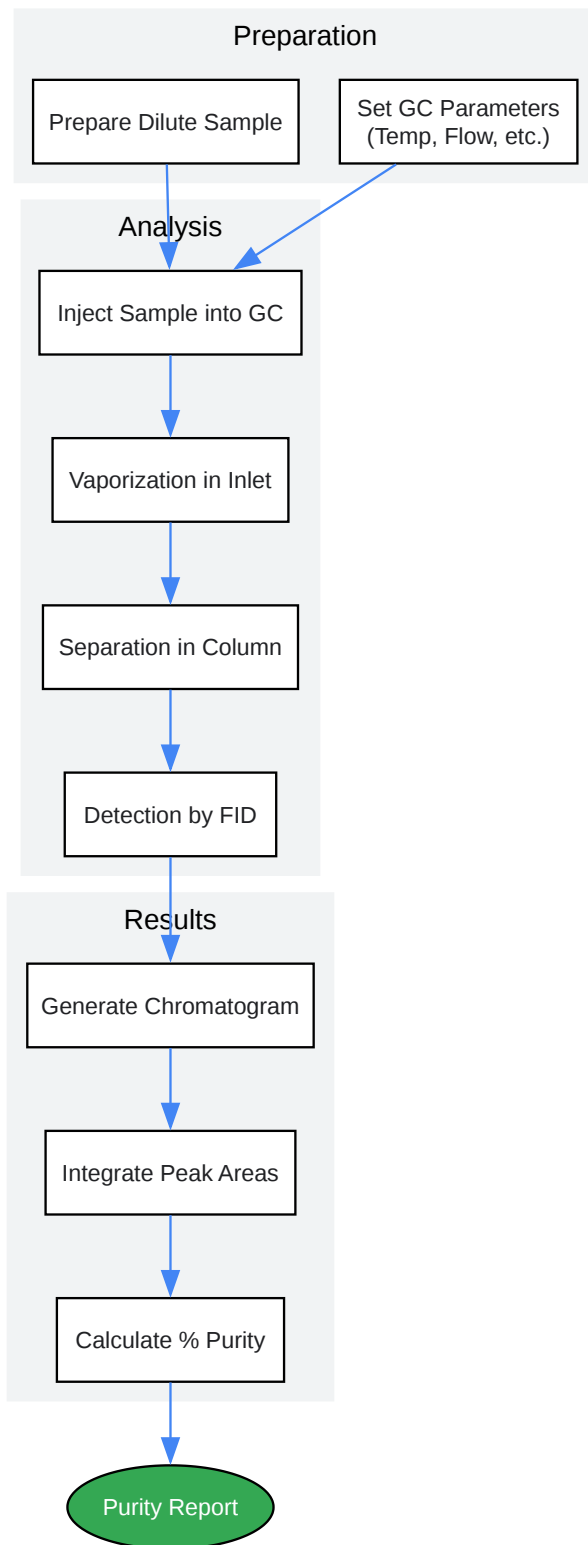 Preparation
Prepare Dilute Sample
Set GC Parameters
(Temp, Flow, etc.)
Analysis
Inject Sample into GC
Vaporization in Inlet
Separation in Column
Detection by FID
Results
Generate Chromatogram
Integrate Peak Areas
Calculate % Purity
Purity Report